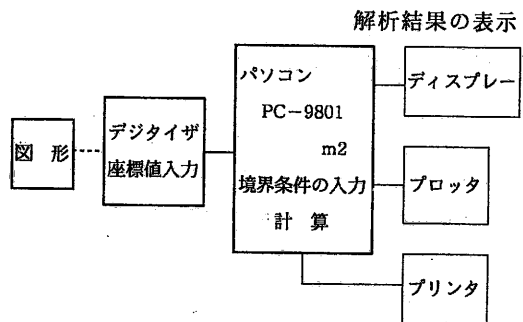 解析結果の表示
図 形
デジタイザ
座標値入力
パソコン
PC-9801
m2
境界条件の入力
計 算
ディスプレー
プロッタ
プリンタ